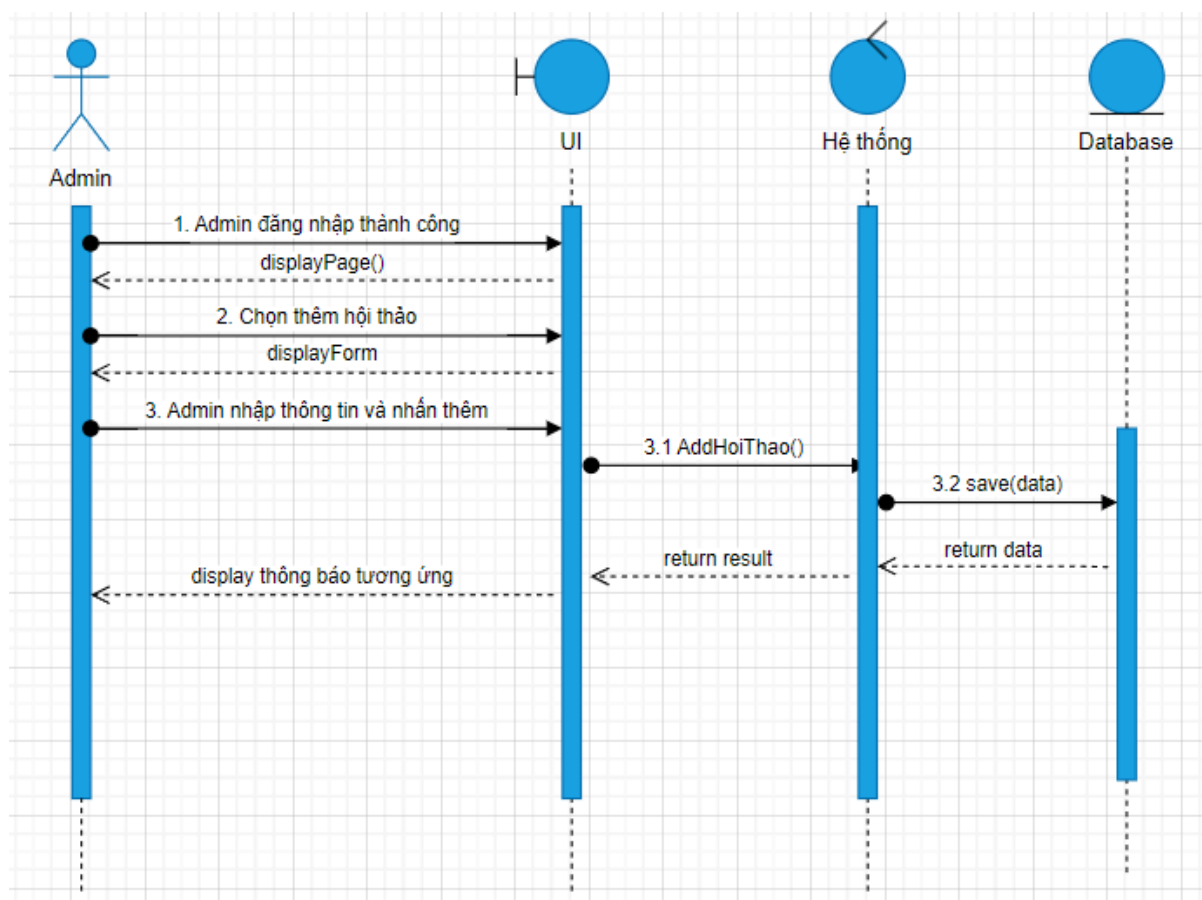 UI
Hệ thống
Database
Admin
1. Admin đăng nhập thành công
displayPage()
2. Chọn thêm hội thảo
displayForm
3. Admin nhập thông tin và nhấn thêm
3.1 AddHoiThao()
3.2 save(data)
return data
return result
display thông báo tương ứng